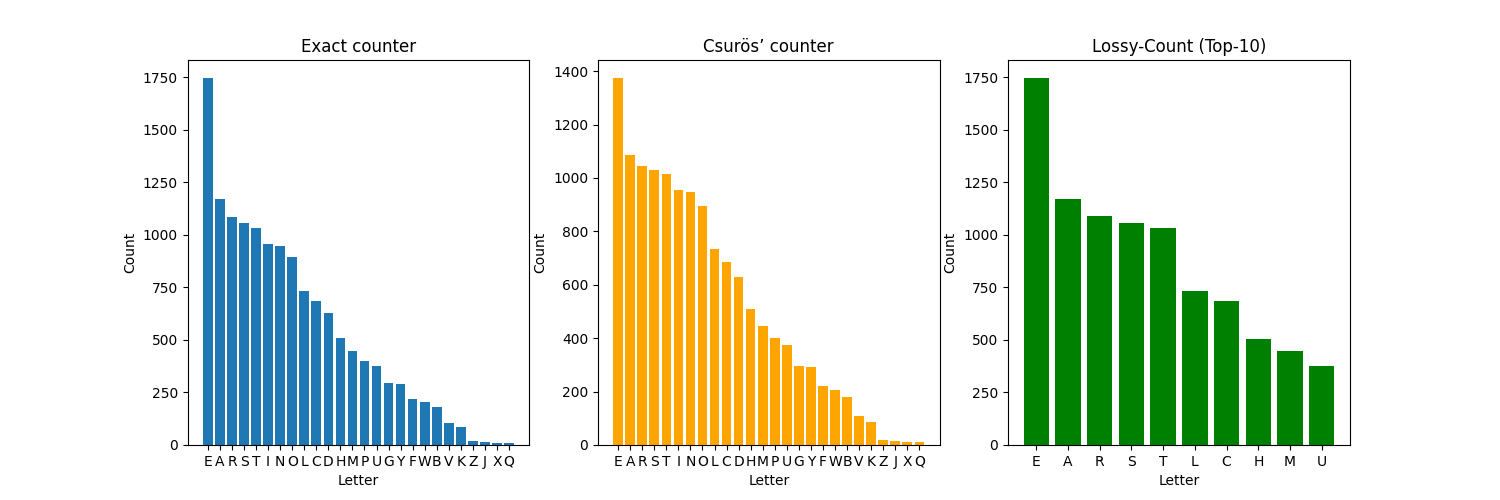 Exact counter
Count
1750
1500
1250
1000
750
500
250
0
E A R S T I N O L C D H M P U G Y F W B V K Z J X Q
Letter
Csurös’ counter
Count
1400
1200
1000
800
600
400
200
0
E A R S T I N O L C D H M P U G Y F W B V K Z J X Q
Letter
Lossy-Count (Top-10)
Count
1750
1500
1250
1000
750
500
250
0
E A R S T L C H M U
Letter